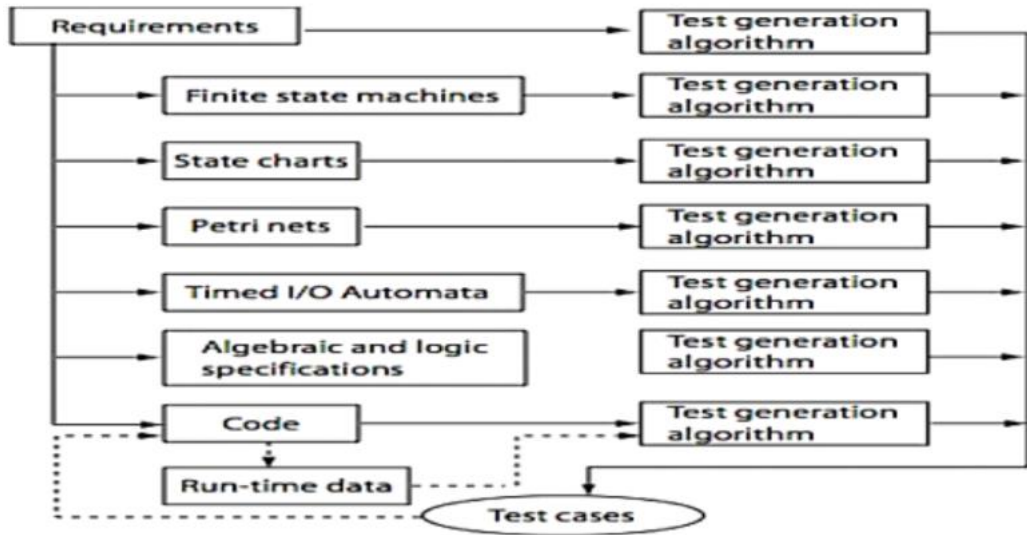 Requirements
Test generation
algorithm
Finite state machines
Test generation
algorithm
State charts
Test generation
algorithm
Petri nets
Test generation
algorithm
Timed I/O Automata
Test generation
algorithm
Algebraic and logic
specifications
Test generation
algorithm
Code
Test generation
algorithm
Run-time data
Test cases